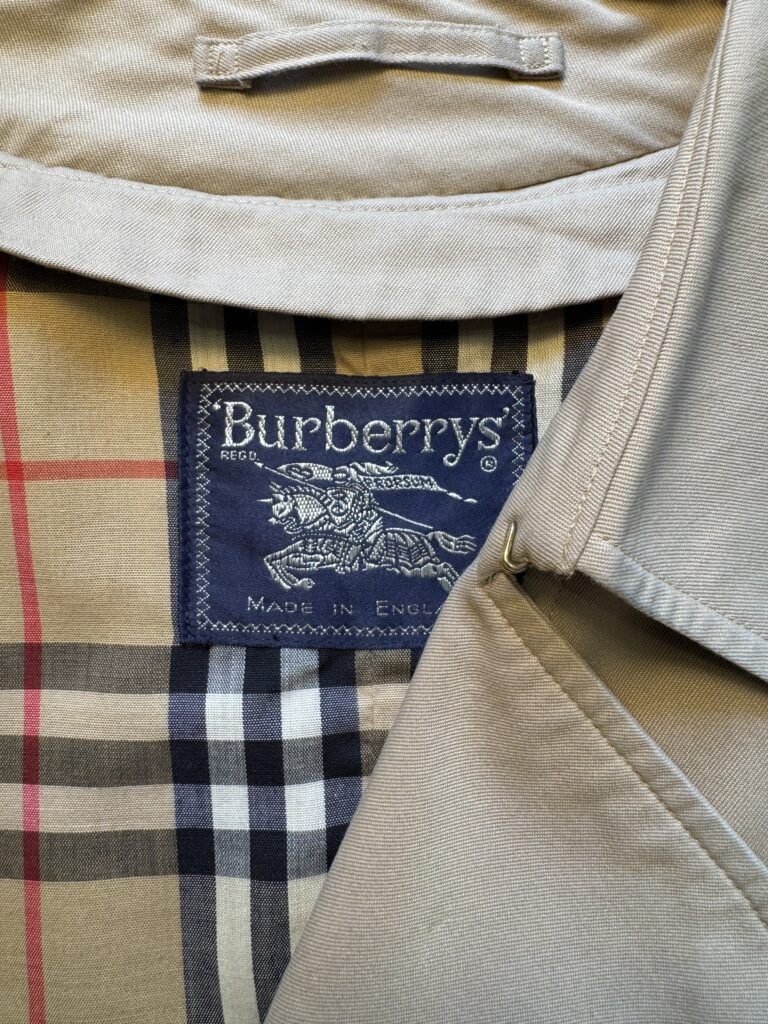 'Burberrys'
REGD. ®
PRORSUM
MADE IN ENGLA